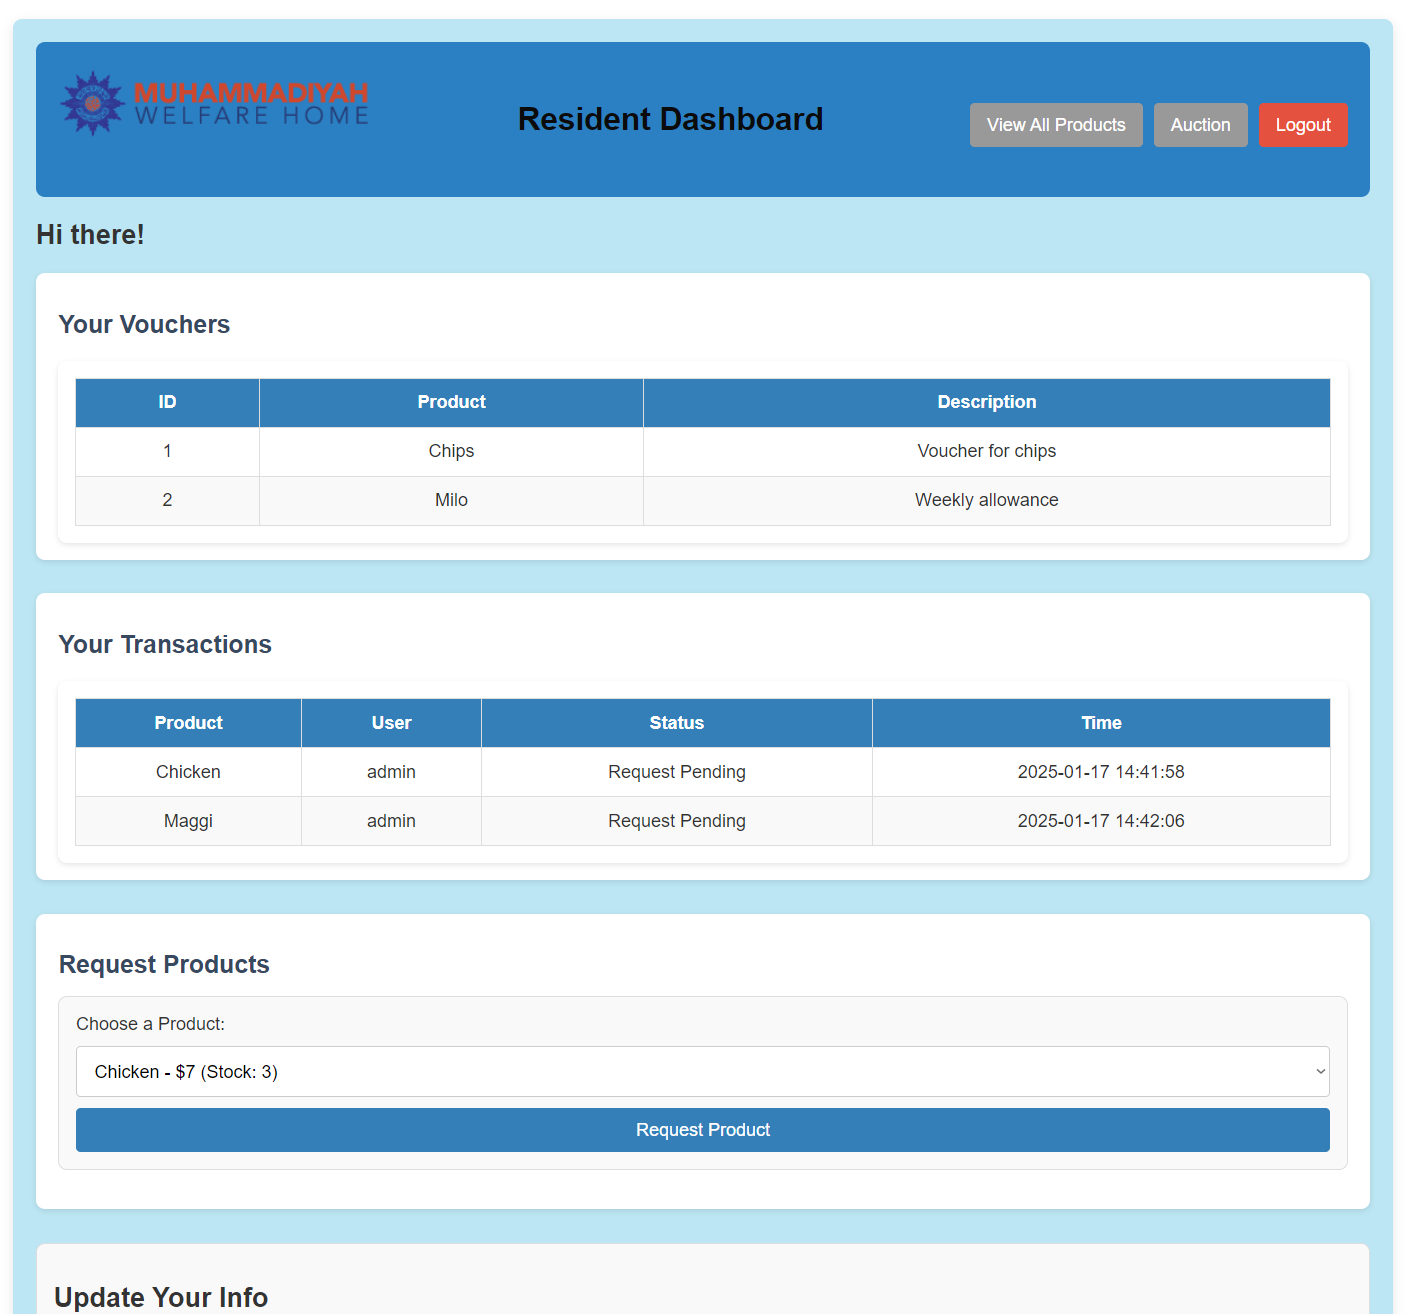 MUHAMMADIYAH
WELFARE HOME
Resident Dashboard
View All Products Auction Logout
Hi there!
Your Vouchers
ID Product Description
1 Chips Voucher for chips
2 Milo Weekly allowance
Your Transactions
Product User Status Time
Chicken admin Request Pending 2025-01-17 14:41:58
Maggi admin Request Pending 2025-01-17 14:42:06
Request Products
Choose a Product:
Chicken - $7 (Stock: 3)
Request Product
Update Your Info